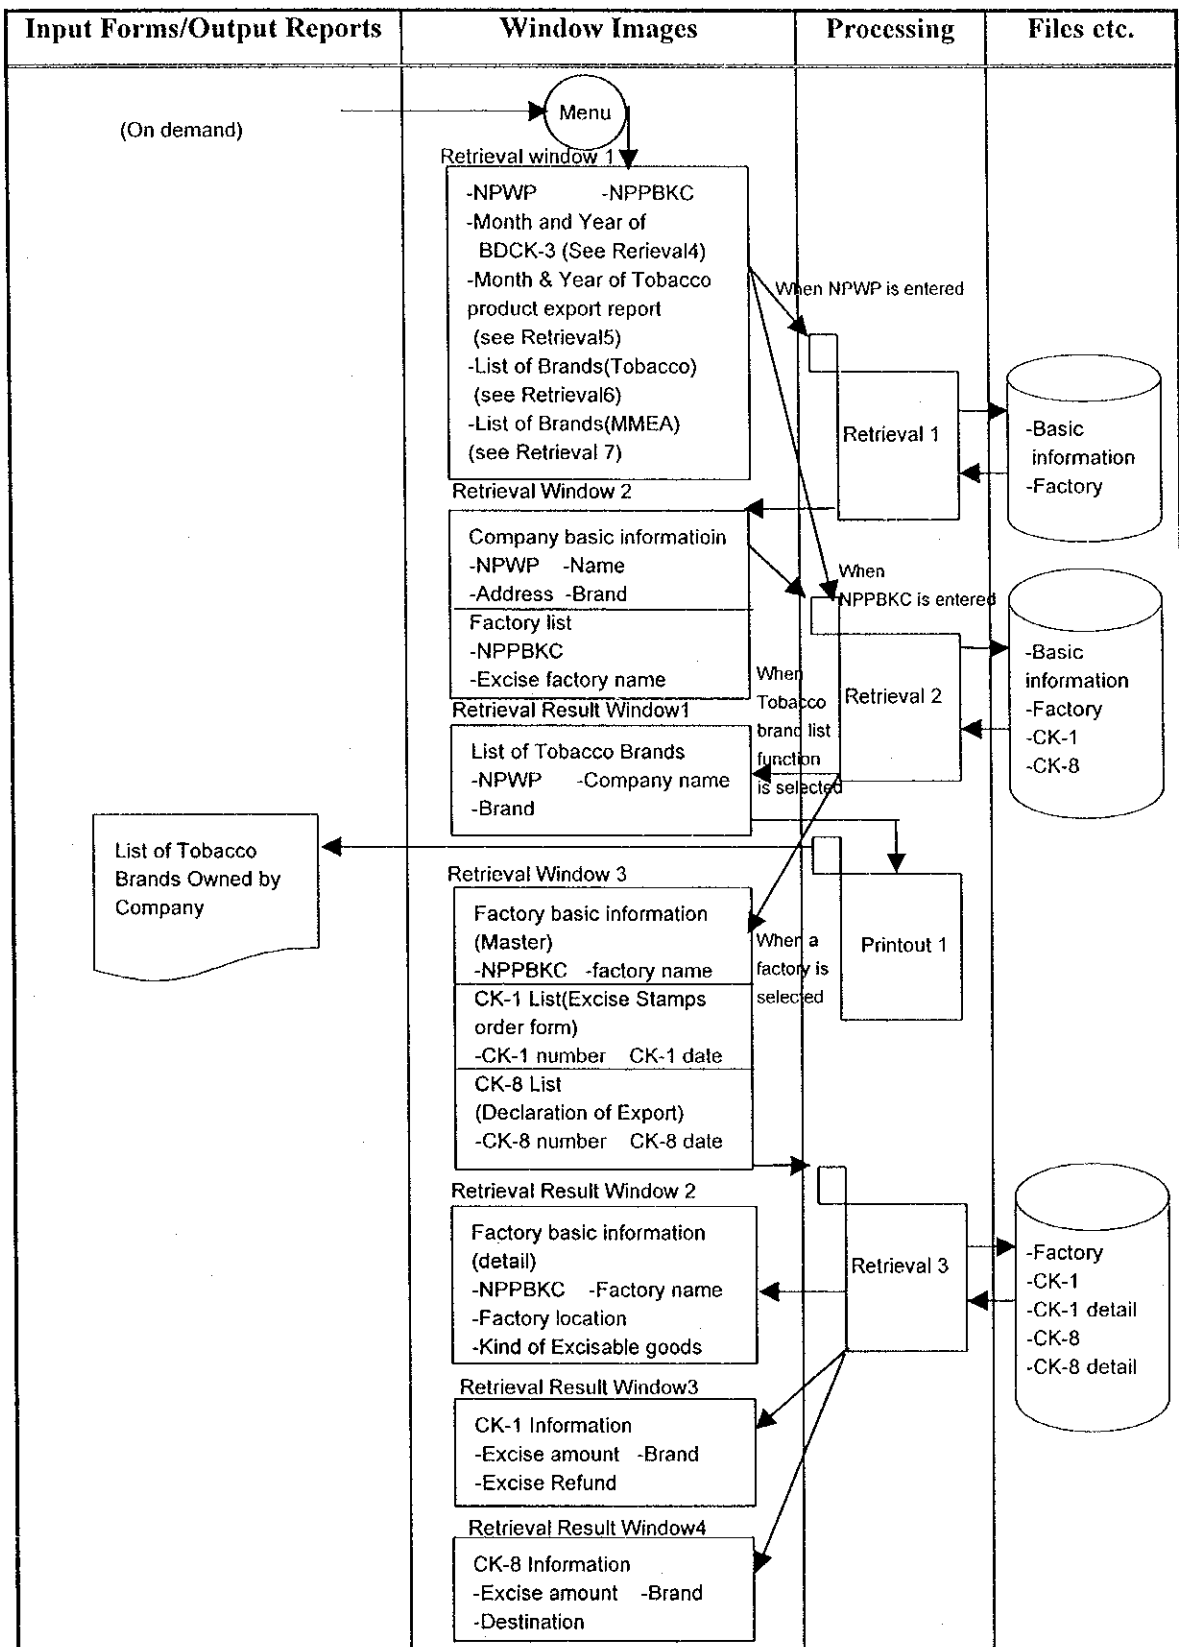 Input Forms/Output Reports
Window Images
Processing
Files etc.
(On demand)
Menu
Retrieval window 1
-NPWP -NPPBKC
-Month and Year of
BDCK-3 (See Rerieval4)
-Month & Year of Tobacco
product export report
(see Retrieval5)
-List of Brands(Tobacco)
(see Retrieval6)
-List of Brands(MMEA)
(see Retrieval 7)
When NPWP is entered
Retrieval 1
-Basic
information
-Factory
Retrieval Window 2
Company basic informatioin
-NPWP -Name
-Address -Brand
Factory list
-NPPBKC
-Excise factory name
When
NPPBKC is entered
Retrieval 2
-Basic
information
-Factory
-CK-1
-CK-8
When
Tobacco
brand list
function
is selected
Retrieval Result Window1
List of Tobacco Brands
-NPWP -Company name
-Brand
List of Tobacco
Brands Owned by
Company
Printout 1
Retrieval Window 3
Factory basic information
(Master)
-NPPBKC -factory name
CK-1 List(Excise Stamps
order form)
-CK-1 number CK-1 date
CK-8 List
(Declaration of Export)
-CK-8 number CK-8 date
When a
factory is
selected
Retrieval Result Window 2
Factory basic information
(detail)
-NPPBKC -Factory name
-Factory location
-Kind of Excisable goods
Retrieval 3
-Factory
-CK-1
-CK-1 detail
-CK-8
-CK-8 detail
Retrieval Result Window3
CK-1 Information
-Excise amount -Brand
-Excise Refund
Retrieval Result Window4
CK-8 Information
-Excise amount -Brand
-Destination